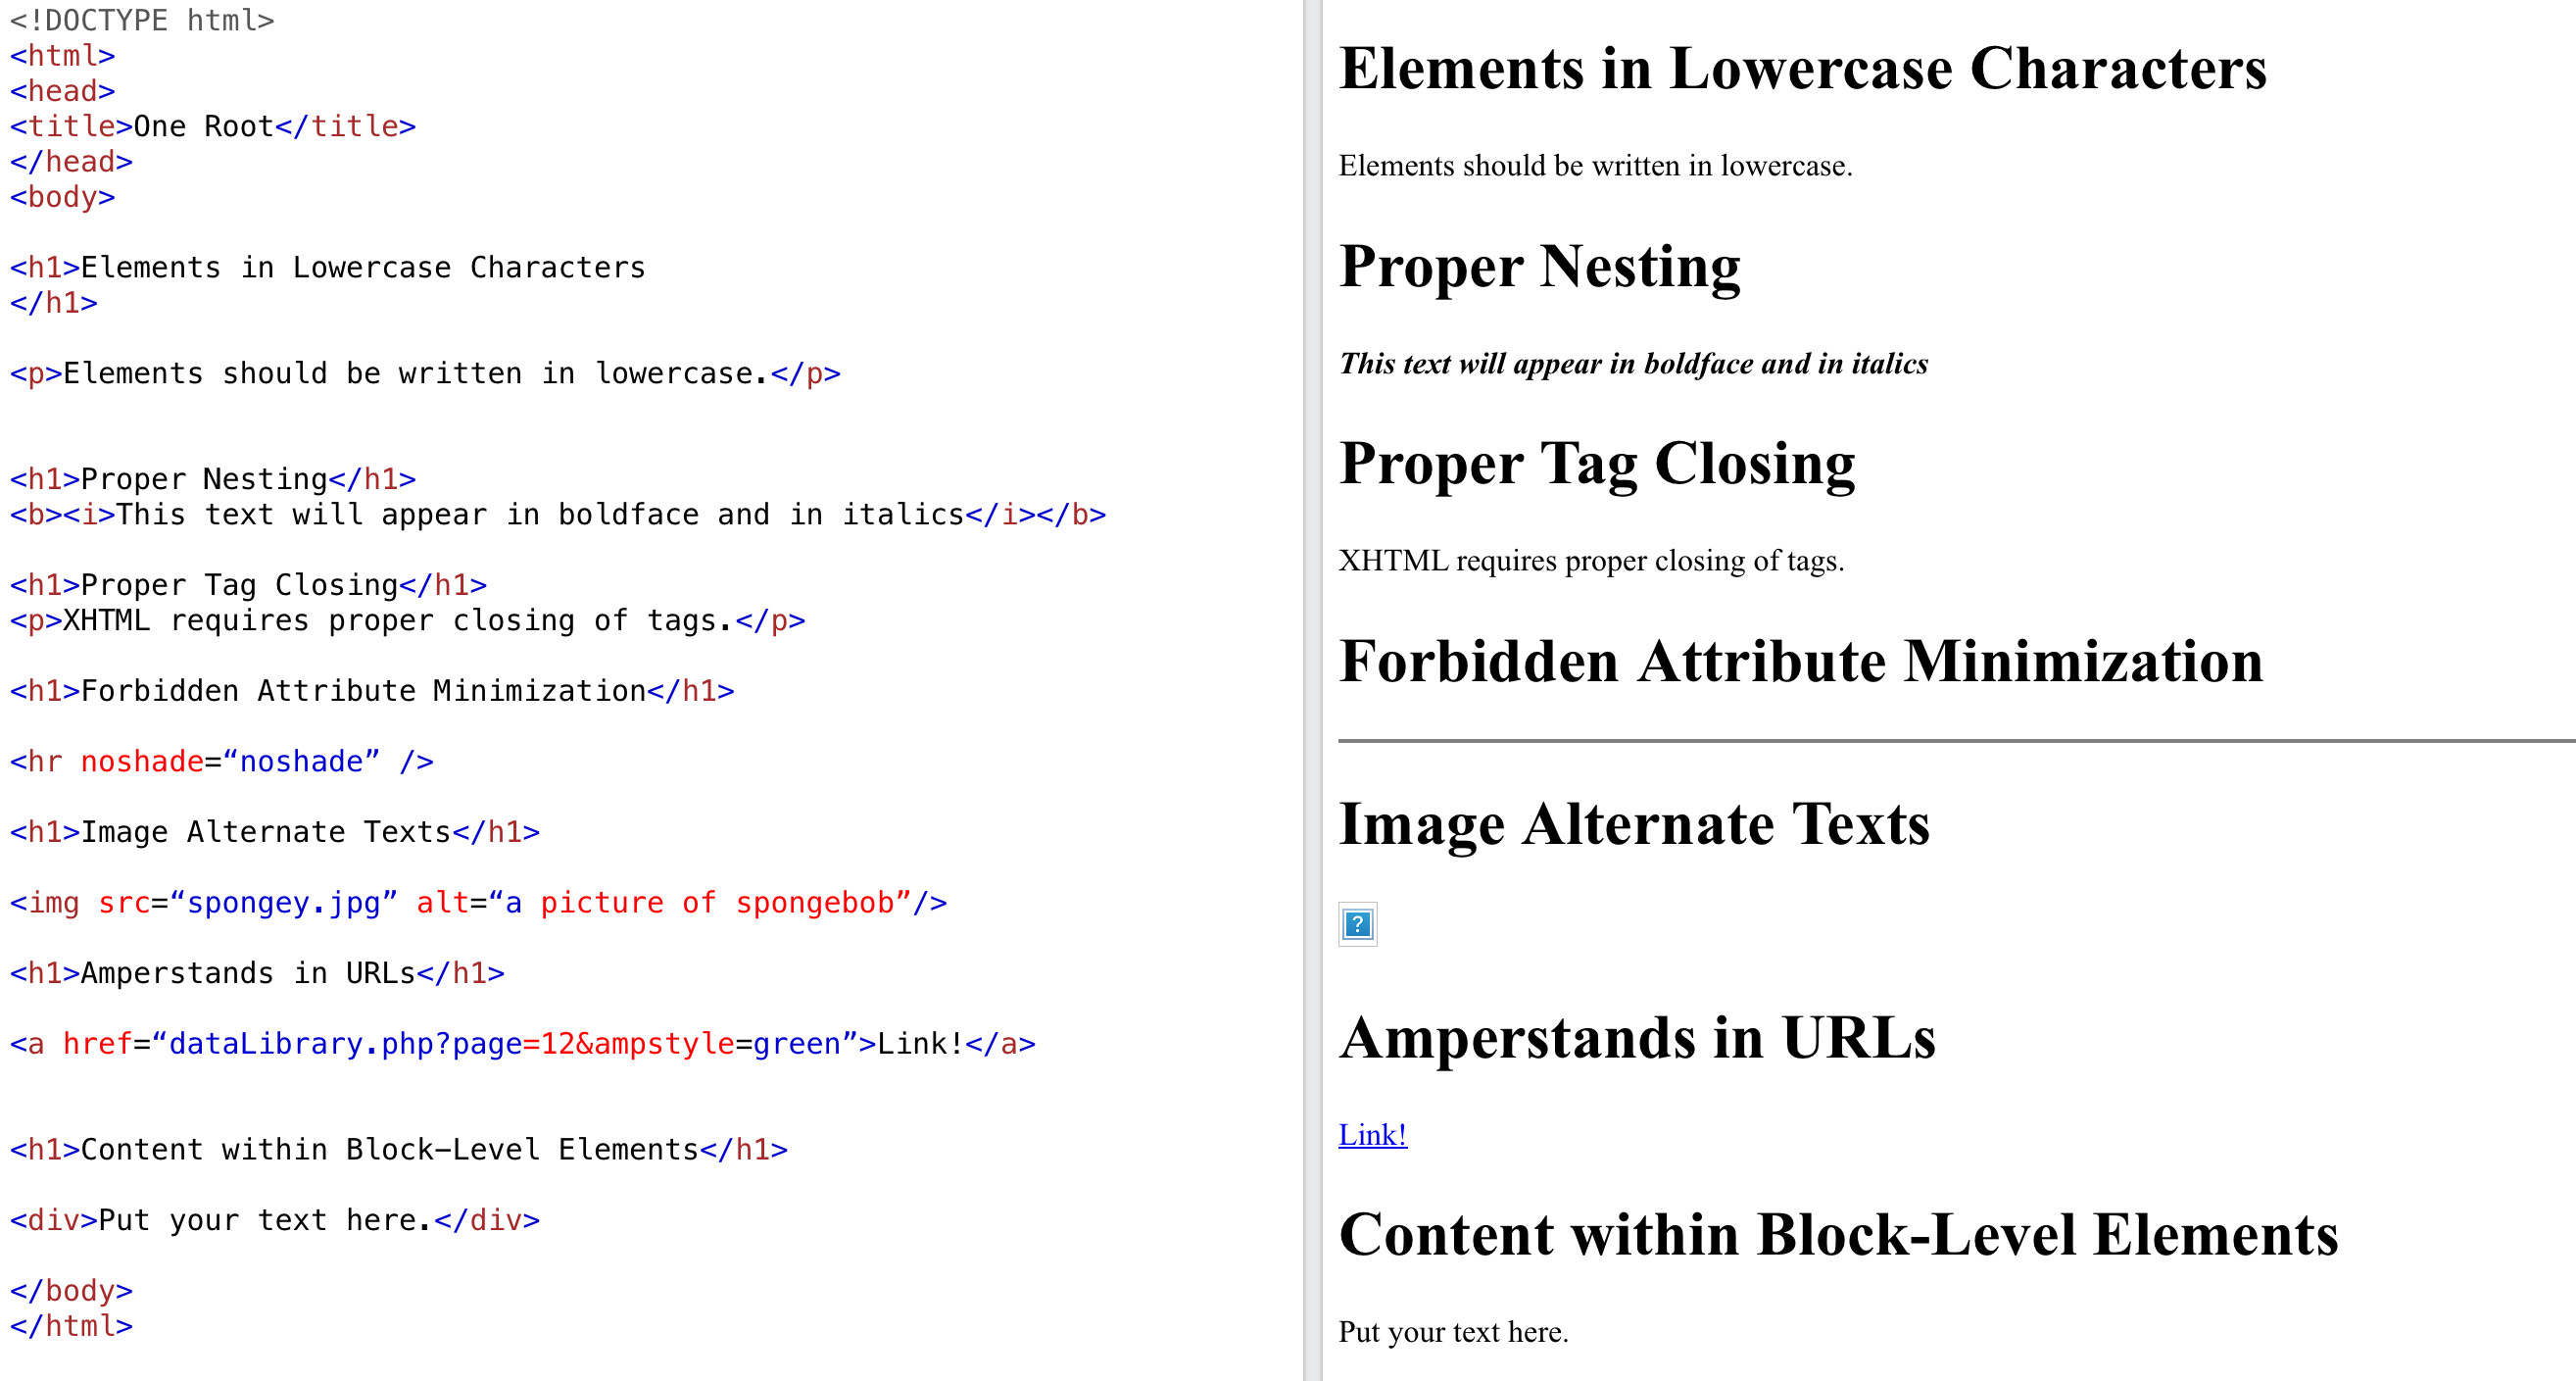 <!DOCTYPE html>
<html>
<head>
<title>One Root</title>
</head>
<body>
<h1>Elements in Lowercase Characters
</h1>
<p>Elements should be written in lowercase.</p>
<h1>Proper Nesting</h1>
<b><i>This text will appear in boldface and in italics</i></b>
<h1>Proper Tag Closing</h1>
<p>XHTML requires proper closing of tags.</p>
<h1>Forbidden Attribute Minimization</h1>
<hr noshade=“noshade” />
<h1>Image Alternate Texts</h1>
<img src=“spongey.jpg” alt=“a picture of spongebob”/>
<h1>Amperstands in URLs</h1>
<a href=“dataLibrary.php?page=12&ampstyle=green”>Link!</a>
<h1>Content within Block-Level Elements</h1>
<div>Put your text here.</div>
</body>
</html>
Elements in Lowercase Characters
Elements should be written in lowercase.
Proper Nesting
This text will appear in boldface and in italics
Proper Tag Closing
XHTML requires proper closing of tags.
Forbidden Attribute Minimization
Image Alternate Texts
?
Amperstands in URLs
Link!
Content within Block-Level Elements
Put your text here.